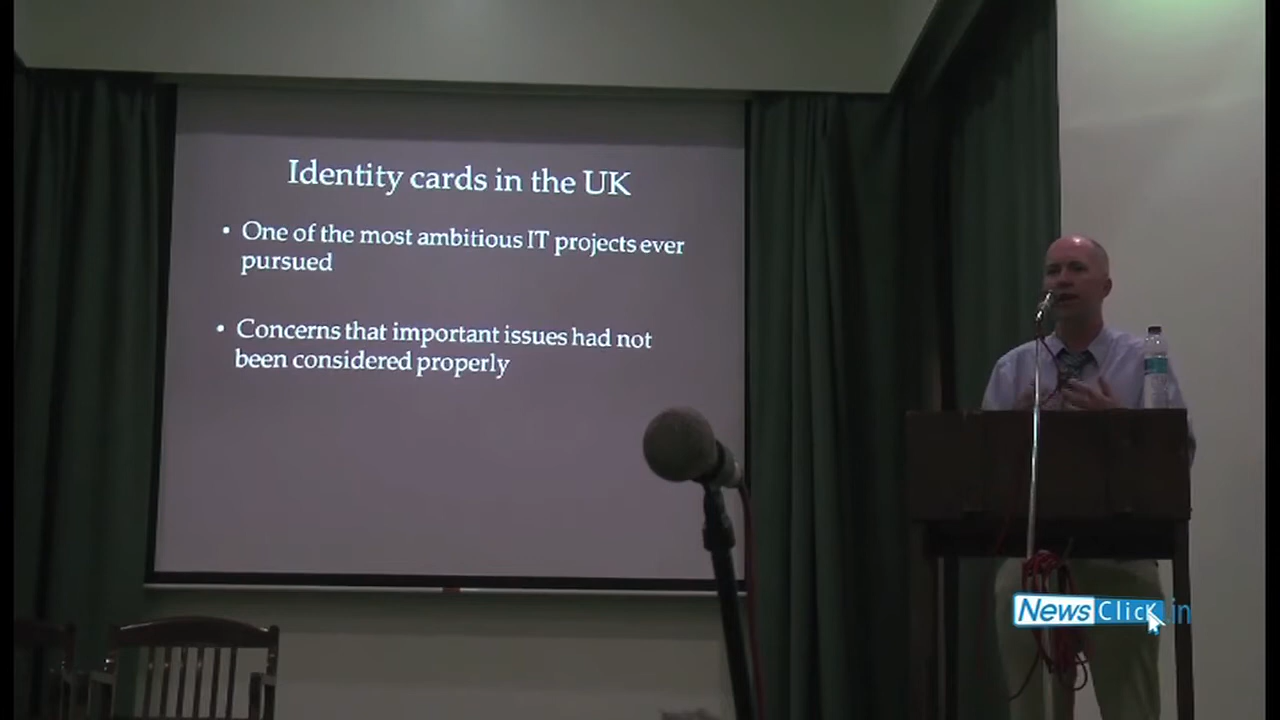 Identity cards in the UK
• One of the most ambitious IT projects ever
pursued
• Concerns that important issues had not
been considered properly
NewsClick in